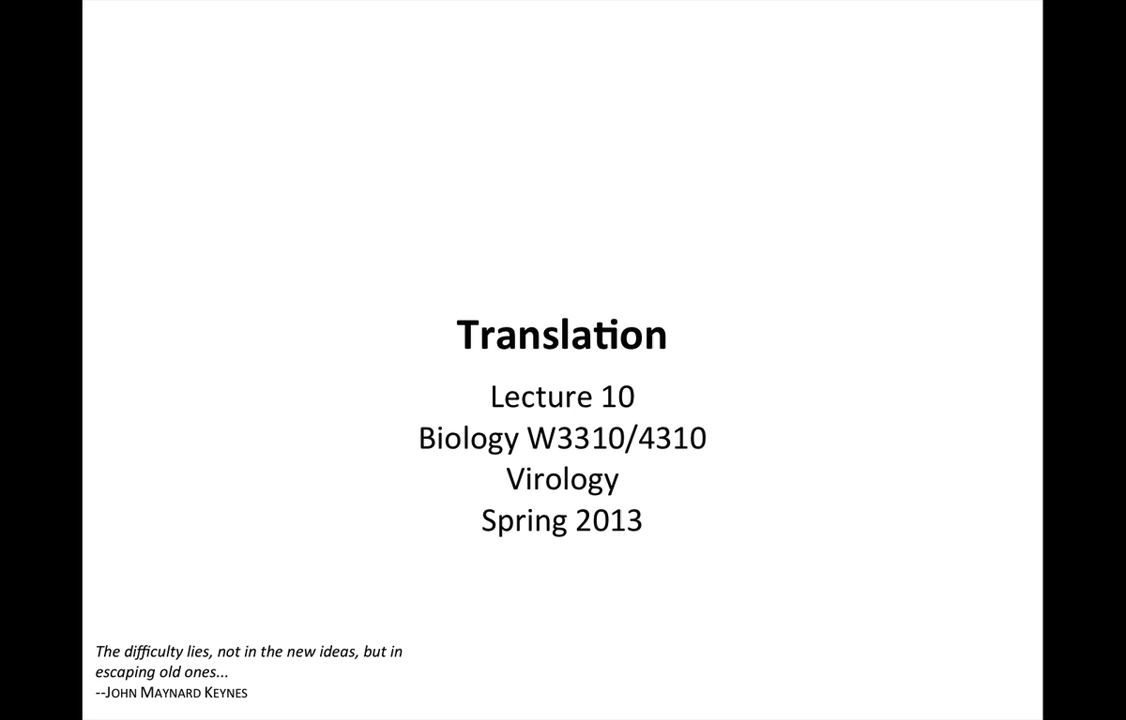 Translation
Lecture 10
Biology W3310/4310
Virology
Spring 2013
The difficulty lies, not in the new ideas, but in
escaping old ones...
--JOHN MAYNARD KEYNES